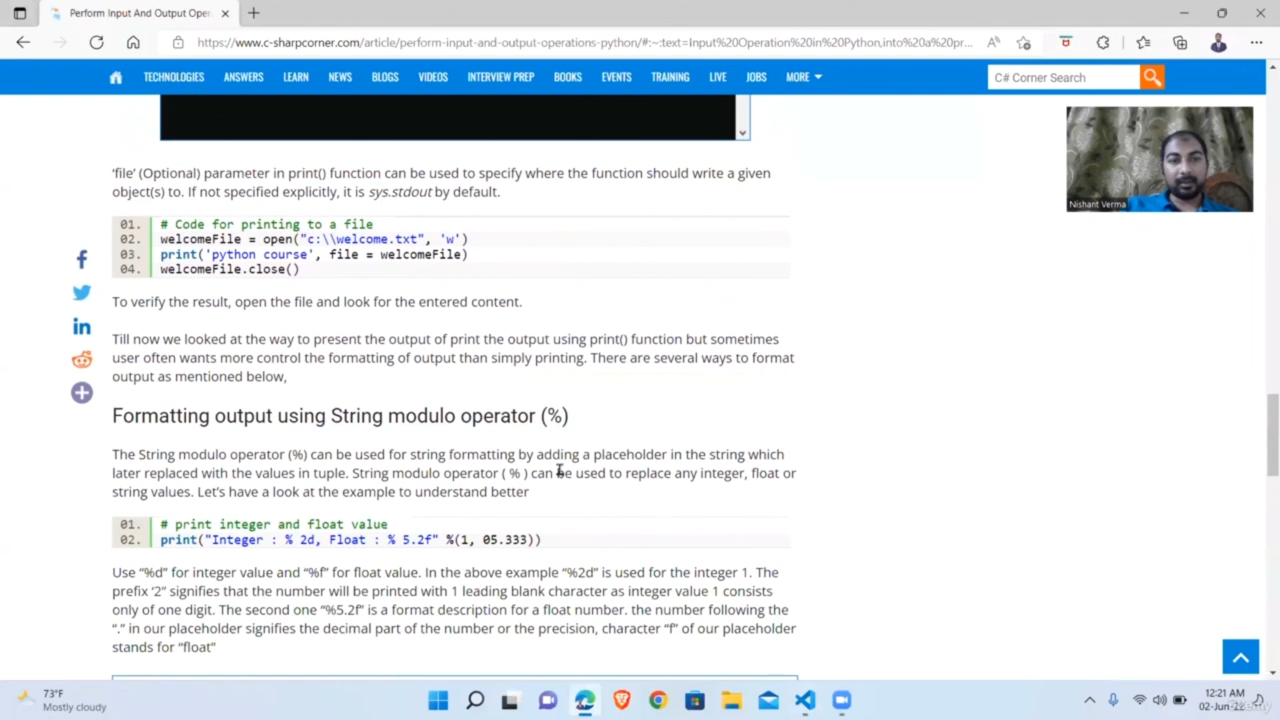 Perform Input And Output Oper
https://www.c-sharpcorner.com/article/perform-input-and-output-operations-python/#:~:text=Input%20Operation%20in%20Python,into%20a%20pr...
TECHNOLOGIES ANSWERS LEARN NEWS BLOGS VIDEOS INTERVIEW PREP BOOKS EVENTS TRAINING LIVE JOBS MORE
C# Corner Search
Nishant Verma
‘file’ (Optional) parameter in print() function can be used to specify where the function should write a given
object(s) to. If not specified explicitly, it is sys.stdout by default.
01. # Code for printing to a file
02. welcomeFile = open("c:\\welcome.txt", 'w')
03. print('python course', file = welcomeFile)
04. welcomeFile.close()
To verify the result, open the file and look for the entered content.
Till now we looked at the way to present the output of print the output using print() function but sometimes
user often wants more control the formatting of output than simply printing. There are several ways to format
output as mentioned below,
Formatting output using String modulo operator (%)
The String modulo operator (%) can be used for string formatting by adding a placeholder in the string which
later replaced with the values in tuple. String modulo operator ( % ) can be used to replace any integer, float or
string values. Let’s have a look at the example to understand better
01. # print integer and float value
02. print("Integer : % 2d, Float : % 5.2f" %(1, 05.333))
Use “%d” for integer value and “%f” for float value. In the above example “%2d” is used for the integer 1. The
prefix ‘2” signifies that the number will be printed with 1 leading blank character as integer value 1 consists
only of one digit. The second one “%5.2f” is a format description for a float number. the number following the
“.” in our placeholder signifies the decimal part of the number or the precision, character “f” of our placeholder
stands for “float”
73°F
Mostly cloudy
12:21 AM
02-Jun-22